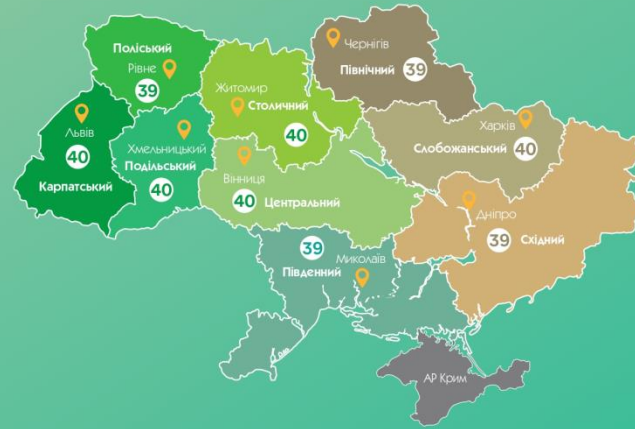 Поліський
Рівне
39
Житомир
Столичний
40
Чернігів
Північний 39
Львів
40
Карпатський
Хмельницький
Подільський
40
Вінниця
40 Центральний
Харків
Слобожанський 40
Дніпро
39 Східний
39
Південний
Миколаїв
АР Крим